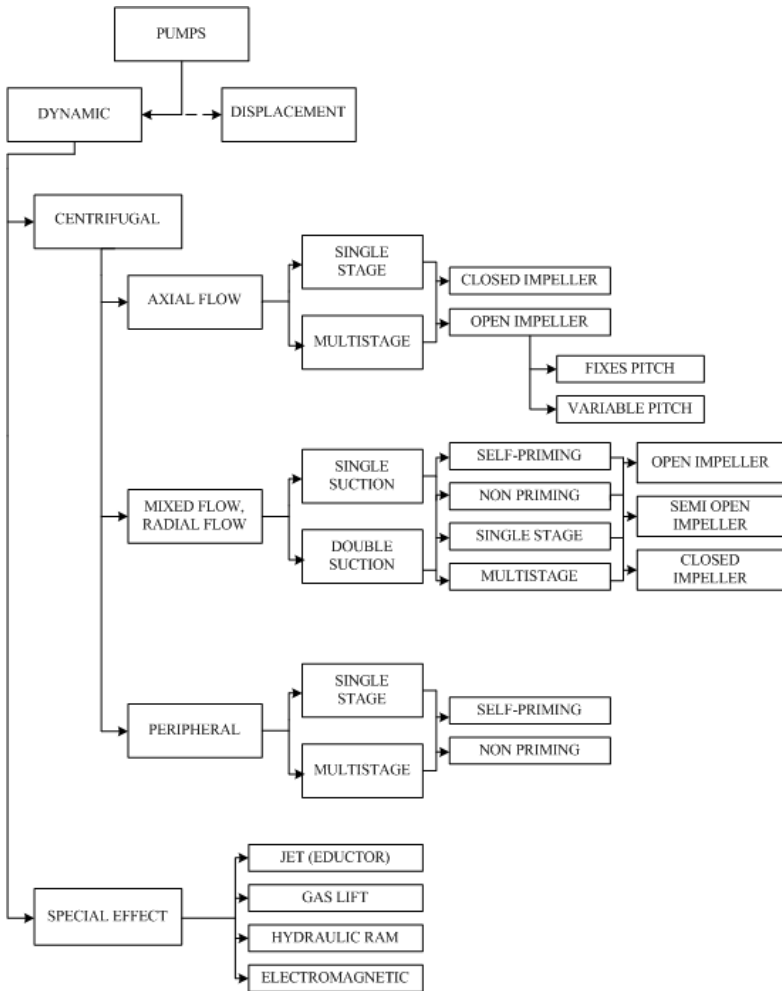 PUMPS
DYNAMIC
DISPLACEMENT
CENTRIFUGAL
AXIAL FLOW
SINGLE
STAGE
MULTISTAGE
CLOSED IMPELLER
OPEN IMPELLER
FIXES PITCH
VARIABLE PITCH
MIXED FLOW,
RADIAL FLOW
SINGLE
SUCTION
DOUBLE
SUCTION
SELF-PRIMING
NON PRIMING
SINGLE STAGE
MULTISTAGE
OPEN IMPELLER
SEMI OPEN
IMPELLER
CLOSED
IMPELLER
PERIPHERAL
SINGLE
STAGE
MULTISTAGE
SELF-PRIMING
NON PRIMING
SPECIAL EFFECT
JET (EDUCTOR)
GAS LIFT
HYDRAULIC RAM
ELECTROMAGNETIC